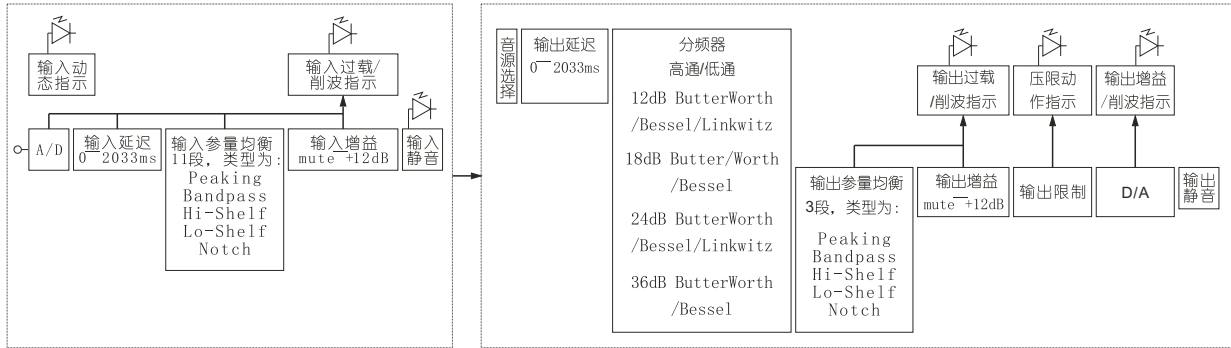 输入动
态指示
输入过载/
削波指示
A/D
输入延迟
0‾2033ms
输入参量均衡
11段，类型为：
Peaking
Bandpass
Hi-Shelf
Lo-Shelf
Notch
输入增益
mute‾+12dB
输入
静音
音源选择
输出延迟
0‾2033ms
分频器
高通/低通
12dB ButterWorth
/Bessel/Linkwitz
18dB Butter/Worth
/Bessel
24dB ButterWorth
/Bessel/Linkwitz
36dB ButterWorth
/Bessel
输出参量均衡
3段，类型为：
Peaking
Bandpass
Hi-Shelf
Lo-Shelf
Notch
输出过载
/削波指示
输出增益
mute‾+12dB
压限动
作指示
输出限制
输出增益
/削波指示
D/A
输出
静音